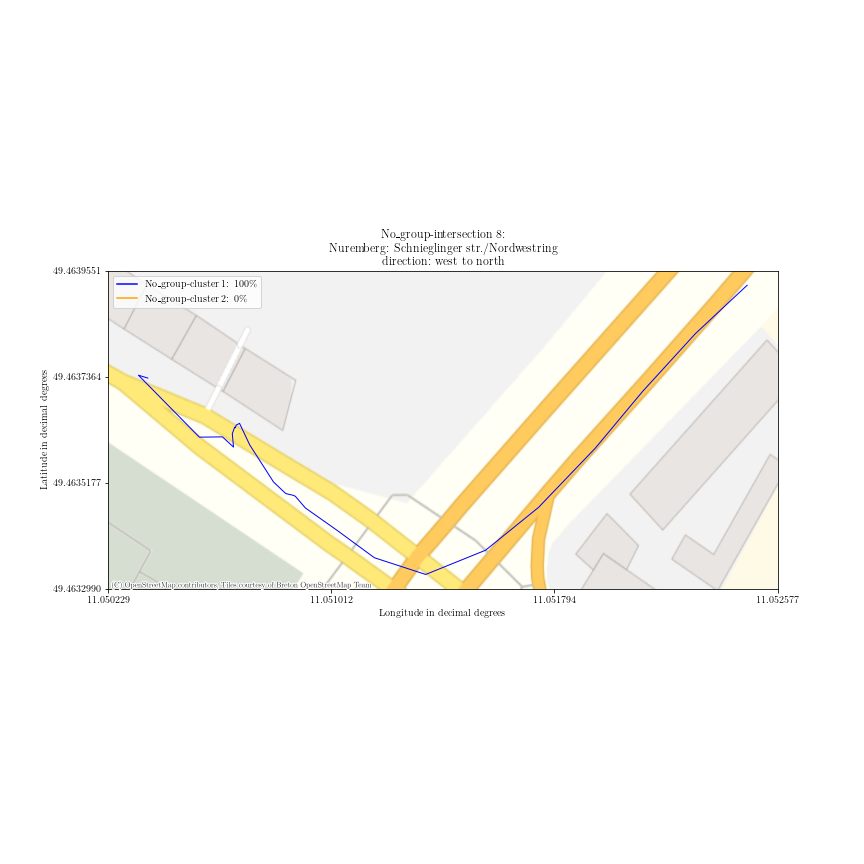 No_group-intersection 8:
Nuremberg: Schnieglinger str./Nordwestring
direction: west to north
49.4639551
No_group-cluster 1: 100%
No_group-cluster 2: 0%
49.4637364
Latitude in decimal degrees
49.4635177
(C) OpenStreetMap contributors, Tiles courtesy of Breton OpenStreetMap Team
49.4632990
11.050229
11.051012
11.051794
11.052577
Longitude in decimal degrees